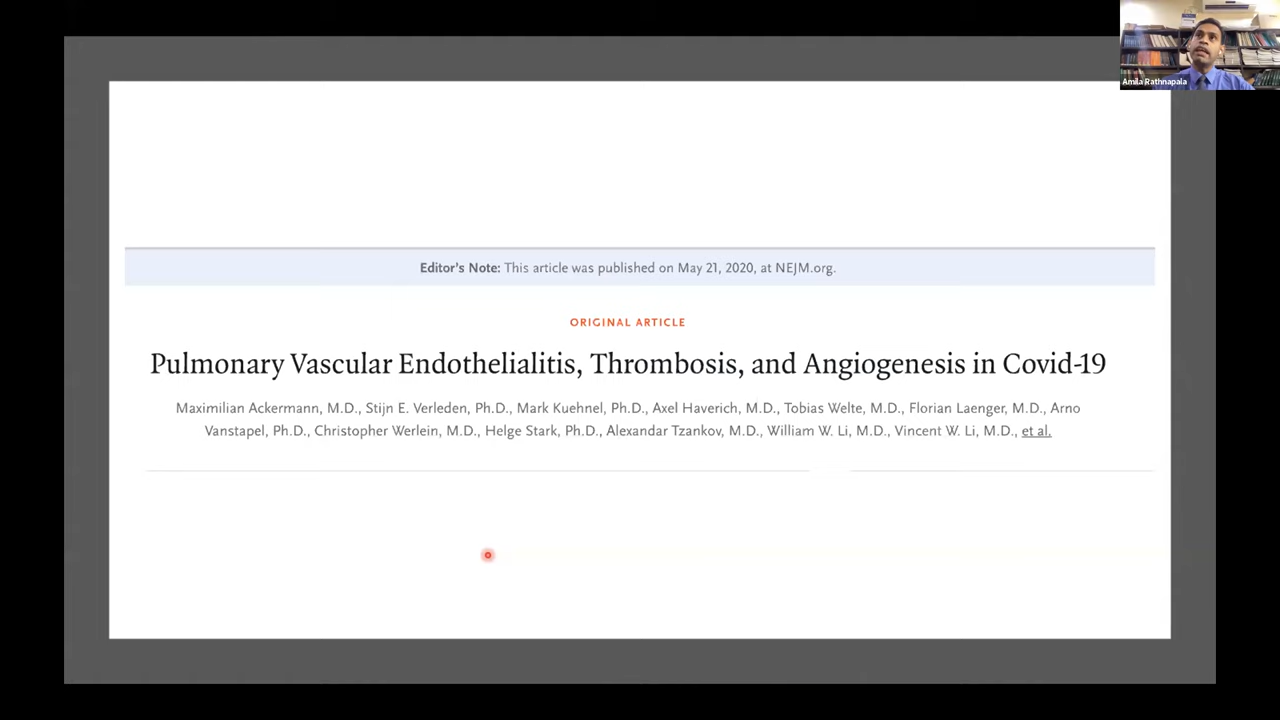 Amila Rathnapala
Editor's Note: This article was published on May 21, 2020, at NEJM.org.
ORIGINAL ARTICLE
Pulmonary Vascular Endothelialitis, Thrombosis, and Angiogenesis in Covid-19
Maximilian Ackermann, M.D., Stijn E. Verleden, Ph.D., Mark Kuehnel, Ph.D., Axel Haverich, M.D., Tobias Welte, M.D., Florian Laenger, M.D., Arno
Vanstapel, Ph.D., Christopher Werlein, M.D., Helge Stark, Ph.D., Alexandar Tzankov, M.D., William W. Li, M.D., Vincent W. Li, M.D., et al.